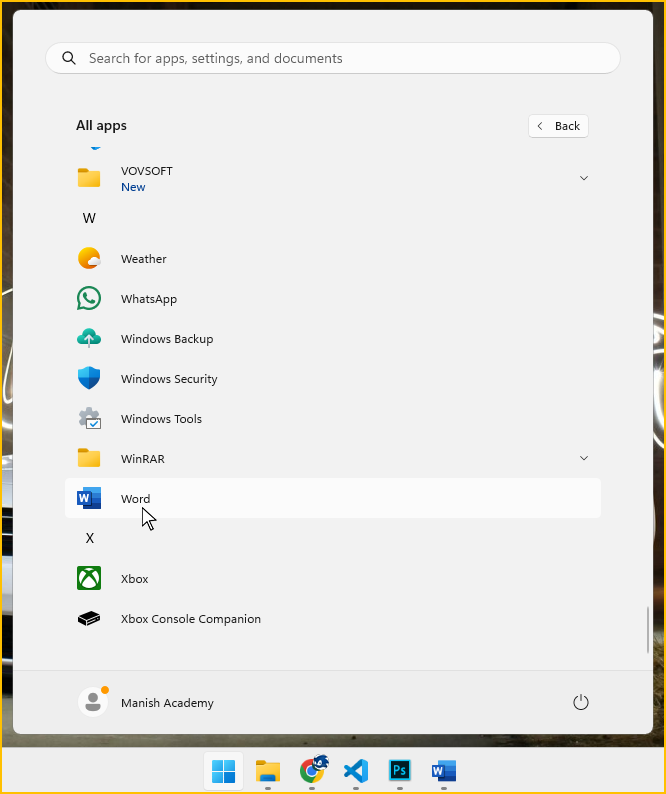 Search for apps, settings, and documents
All apps
Back
VOVSOFT
New
W
Weather
WhatsApp
Windows Backup
Windows Security
Windows Tools
WinRAR
W
Word
X
Xbox
Xbox Console Companion
Manish Academy
Ps
W